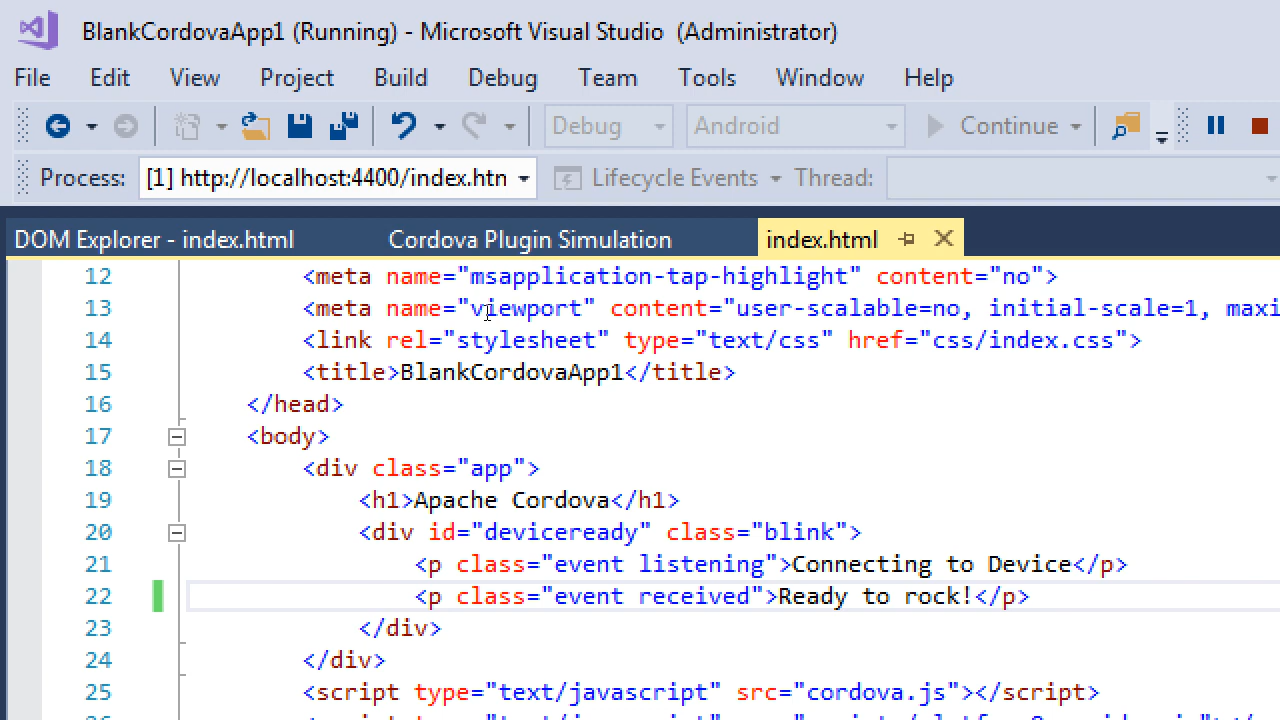 BlankCordovaApp1 (Running) - Microsoft Visual Studio (Administrator)
File Edit View Project Build Debug Team Tools Window Help
Debug Android Continue
Process: [1] http://localhost:4400/index.htn Lifecycle Events Thread:
DOM Explorer - index.html Cordova Plugin Simulation index.html
12 <meta name="msapplication-tap-highlight" content="no">
13 <meta name="viewport" content="user-scalable=no, initial-scale=1, maxi
14 <link rel="stylesheet" type="text/css" href="css/index.css">
15 <title>BlankCordovaApp1</title>
16 </head>
17 <body>
18 <div class="app">
19 <h1>Apache Cordova</h1>
20 <div id="deviceready" class="blink">
21 <p class="event listening">Connecting to Device</p>
22 <p class="event received">Ready to rock!</p>
23 </div>
24 </div>
25 <script type="text/javascript" src="cordova.js"></script>